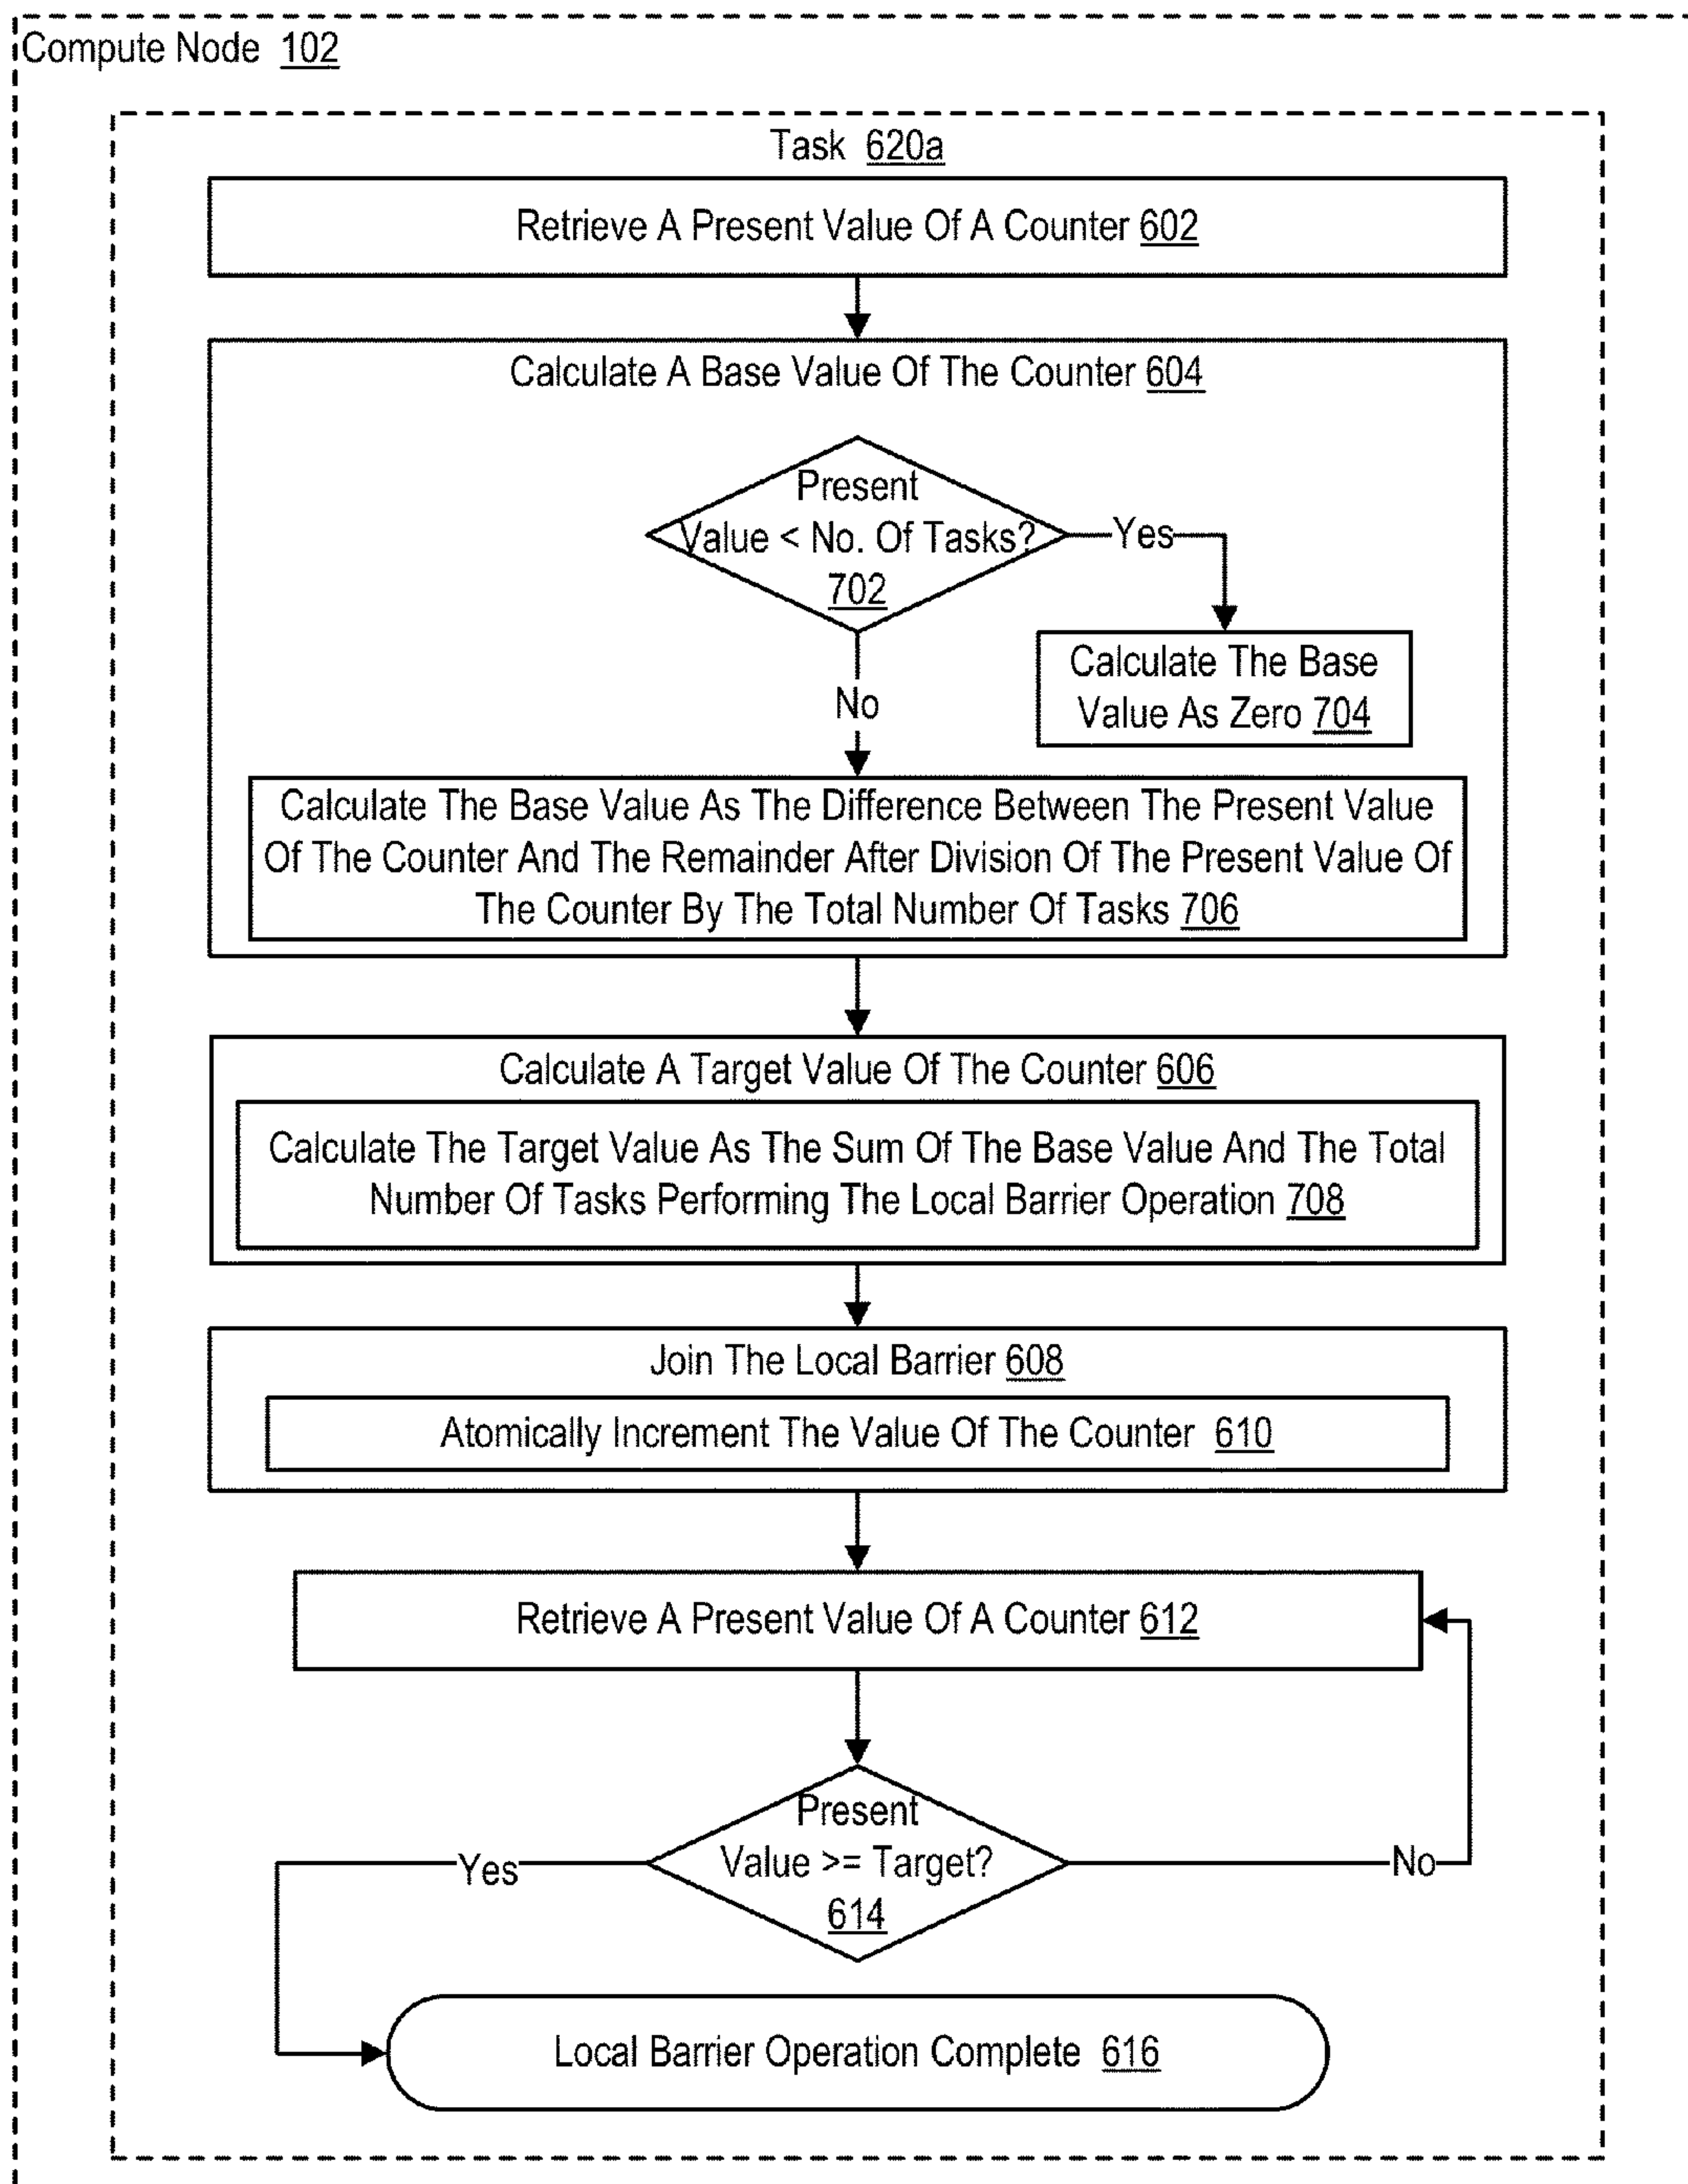 Compute Node 102
Task 620a
Retrieve A Present Value Of A Counter 602
Calculate A Base Value Of The Counter 604
Present
Value < No. Of Tasks?
702
Yes
Calculate The Base
Value As Zero 704
No
Calculate The Base Value As The Difference Between The Present Value
Of The Counter And The Remainder After Division Of The Present Value Of
The Counter By The Total Number Of Tasks 706
Calculate A Target Value Of The Counter 606
Calculate The Target Value As The Sum Of The Base Value And The Total
Number Of Tasks Performing The Local Barrier Operation 708
Join The Local Barrier 608
Atomically Increment The Value Of The Counter 610
Retrieve A Present Value Of A Counter 612
Present
Value >= Target?
614
Yes
No
Local Barrier Operation Complete 616